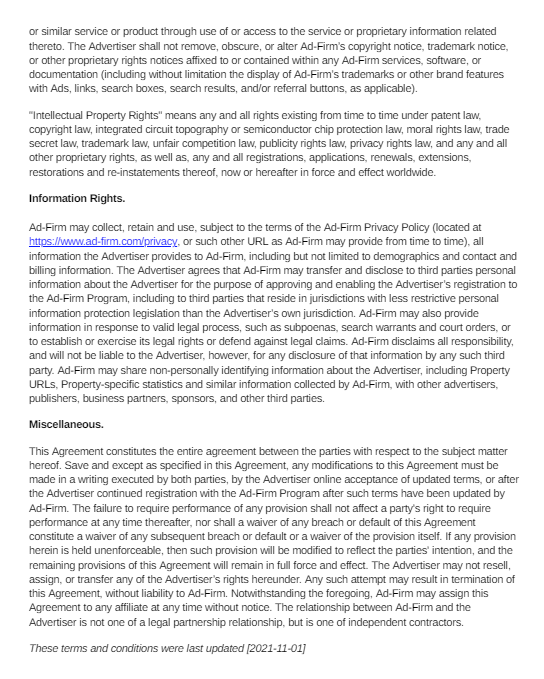 or similar service or product through use of or access to the service or proprietary information related
thereto. The Advertiser shall not remove, obscure, or alter Ad-Firm's copyright notice, trademark notice,
or other proprietary rights notices affixed to or contained within any Ad-Firm services, software, or
documentation (including without limitation the display of Ad-Firm's trademarks or other brand features
with Ads, links, search boxes, search results, and/or referral buttons, as applicable).
"Intellectual Property Rights" means any and all rights existing from time to time under patent law,
copyright law, integrated circuit topography or semiconductor chip protection law, moral rights law, trade
secret law, trademark law, unfair competition law, publicity rights law, privacy rights law, and any and all
other proprietary rights, as well as, any and all registrations, applications, renewals, extensions,
restorations and re-instatements thereof, now or hereafter in force and effect worldwide.
Information Rights.
Ad-Firm may collect, retain and use, subject to the terms of the Ad-Firm Privacy Policy (located at
https://www.ad-firm.com/privacy, or such other URL as Ad-Firm may provide from time to time), all
information the Advertiser provides to Ad-Firm, including but not limited to demographics and contact and
billing information. The Advertiser agrees that Ad-Firm may transfer and disclose to third parties personal
information about the Advertiser for the purpose of approving and enabling the Advertiser's registration to
the Ad-Firm Program, including to third parties that reside in jurisdictions with less restrictive personal
information protection legislation than the Advertiser's own jurisdiction. Ad-Firm may also provide
information in response to valid legal process, such as subpoenas, search warrants and court orders, or
to establish or exercise its legal rights or defend against legal claims. Ad-Firm disclaims all responsibility,
and will not be liable to the Advertiser, however, for any disclosure of that information by any such third
party. Ad-Firm may share non-personally identifying information about the Advertiser, including Property
URLs, Property-specific statistics and similar information collected by Ad-Firm, with other advertisers,
publishers, business partners, sponsors, and other third parties.
Miscellaneous.
This Agreement constitutes the entire agreement between the parties with respect to the subject matter
hereof. Save and except as specified in this Agreement, any modifications to this Agreement must be
made in a writing executed by both parties, by the Advertiser online acceptance of updated terms, or after
the Advertiser continued registration with the Ad-Firm Program after such terms have been updated by
Ad-Firm. The failure to require performance of any provision shall not affect a party's right to require
performance at any time thereafter, nor shall a waiver of any breach or default of this Agreement
constitute a waiver of any subsequent breach or default or a waiver of the provision itself. If any provision
herein is held unenforceable, then such provision will be modified to reflect the parties' intention, and the
remaining provisions of this Agreement will remain in full force and effect. The Advertiser may not resell,
assign, or transfer any of the Advertiser's rights hereunder. Any such attempt may result in termination of
this Agreement, without liability to Ad-Firm. Notwithstanding the foregoing, Ad-Firm may assign this
Agreement to any affiliate at any time without notice. The relationship between Ad-Firm and the
Advertiser is not one of a legal partnership relationship, but is one of independent contractors.
These terms and conditions were last updated [2021-11-01]